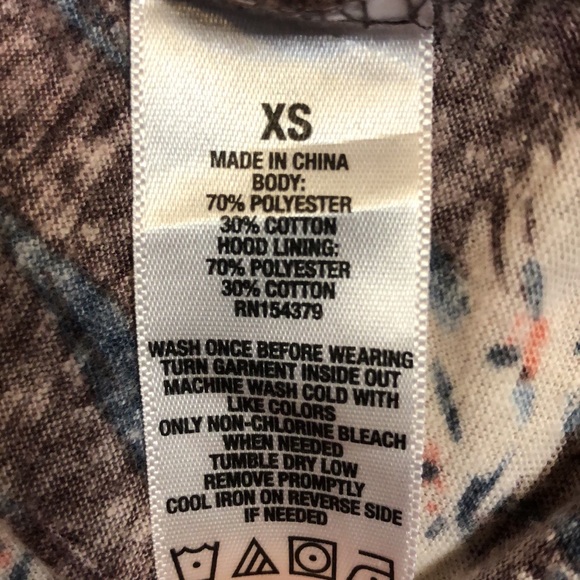 XS
MADE IN CHINA
BODY:
70% POLYESTER
30% COTTON
HOOD LINING:
70% POLYESTER
30% COTTON
RN154379
WASH ONCE BEFORE WEARING
TURN GARMENT INSIDE OUT
MACHINE WASH COLD WITH
LIKE COLORS
ONLY NON-CHLORINE BLEACH
WHEN NEEDED
TUMBLE DRY LOW
REMOVE PROMPTLY
COOL IRON ON REVERSE SIDE
IF NEEDED